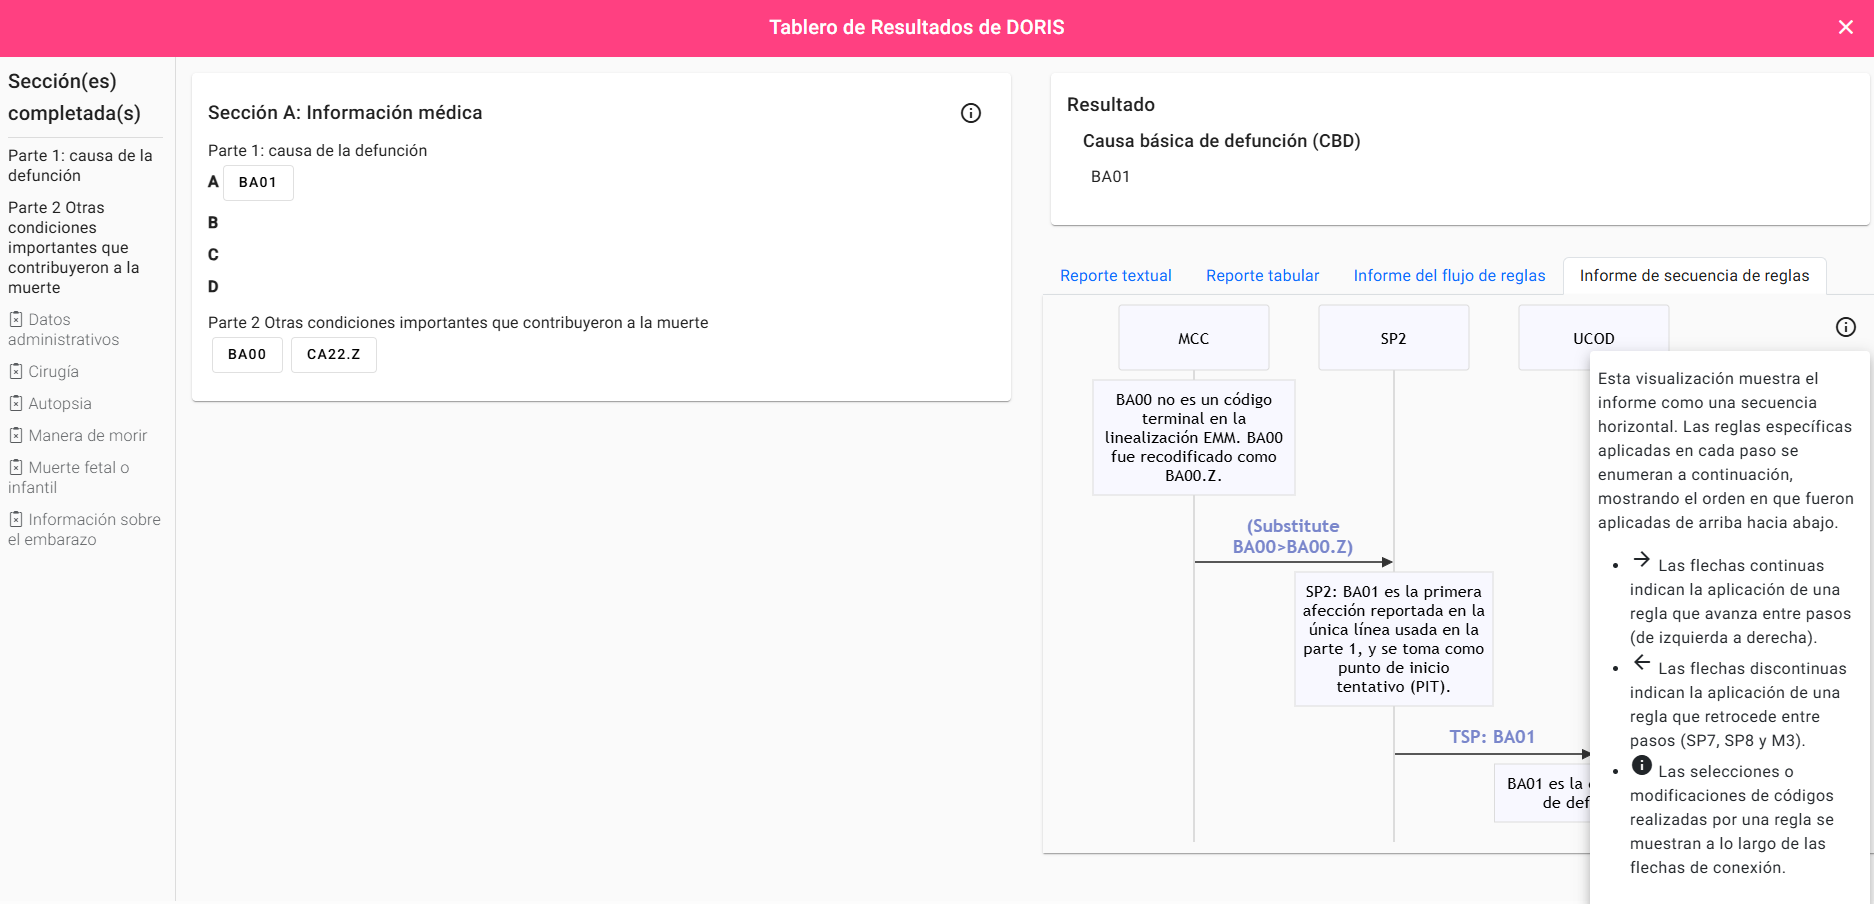 Tablero de Resultados de DORIS
Sección(es)
completada(s)
Parte 1: causa de la
defunción
Parte 2 Otras
condiciones
importantes que
contribuyeron a la
muerte
Datos
administrativos
Cirugía
Autopsia
Manera de morir
Muerte fetal o
infantil
Información sobre
el embarazo
Sección A: Información médica
Parte 1: causa de la defunción
A BA01
B
C
D
Parte 2 Otras condiciones importantes que contribuyeron a la muerte
BA00 CA22.Z
Resultado
Causa básica de defunción (CBD)
BA01
Reporte textual Reporte tabular Informe del flujo de reglas Informe de secuencia de reglas
MCC SP2 UCOD
BA00 no es un código
terminal en la
linealización EMM. BA00
fue recodificado como
BA00.Z.
(Substitute
BA00>BA00.Z)
SP2: BA01 es la primera
afección reportada en la
única línea usada en la
parte 1, y se toma como
punto de inicio
tentativo (PIT).
TSP: BA01
BA01 es la
de def
Esta visualización muestra el
informe como una secuencia
horizontal. Las reglas específicas
aplicadas en cada paso se
enumeran a continuación,
mostrando el orden en que fueron
aplicadas de arriba hacia abajo.
• → Las flechas continuas
indican la aplicación de una
regla que avanza entre pasos
(de izquierda a derecha).
• ← Las flechas discontinuas
indican la aplicación de una
regla que retrocede entre
pasos (SP7, SP8 y M3).
• Las selecciones o
modificaciones de códigos
realizadas por una regla se
muestran a lo largo de las
flechas de conexión.